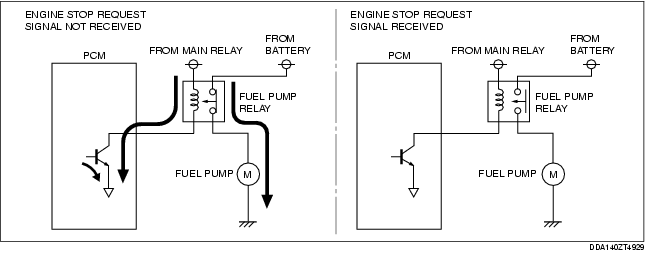 ENGINE STOP REQUEST
SIGNAL NOT RECEIVED
PCM
FROM MAIN RELAY
FROM
BATTERY
FUEL PUMP
RELAY
FUEL PUMP
M
ENGINE STOP REQUEST
SIGNAL RECEIVED
PCM
FROM MAIN RELAY
FROM
BATTERY
FUEL PUMP
RELAY
FUEL PUMP
M
DDA140ZT4929